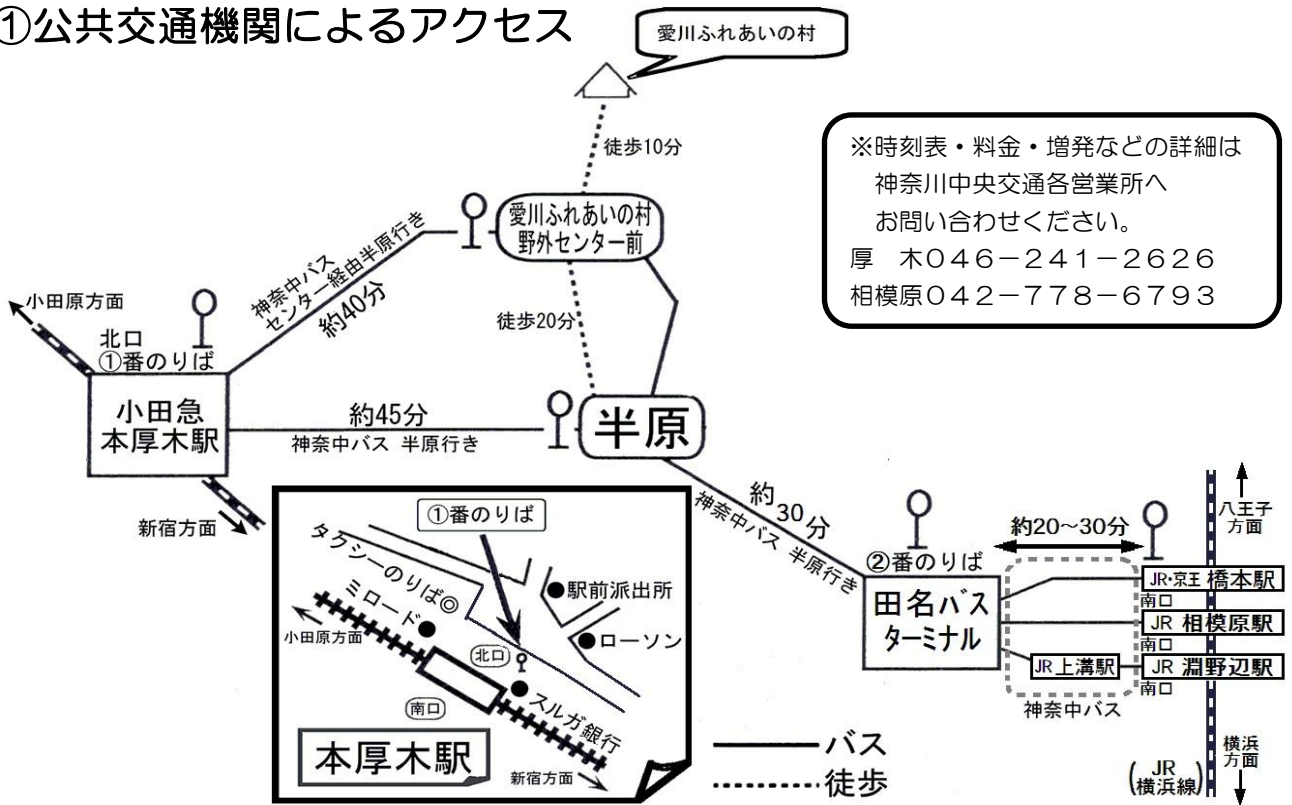 ①公共交通機関によるアクセス
愛川ふれあいの村
徒歩10分
※時刻表・料金・増発などの詳細は
神奈川中央交通各営業所へ
お問い合わせください。
厚　木０４６－２４１－２６２６
相模原０４２－７７８－６７９３
愛川ふれあいの村
野外センター前
神奈中バス
センター経由半原行き
約40分
小田原方面
北口
①番のりば
小田急
本厚木駅
新宿方面
徒歩20分
約45分
神奈中バス 半原行き
半原
約30分
神奈中バス 半原行き
②番のりば
田名バス
ターミナル
約20～30分
八王子
方面
JR・京王 橋本駅
南口
JR 相模原駅
南口
JR 上溝駅
JR 淵野辺駅
南口
神奈中バス
横浜
方面
(JR
横浜線)
①番のりば
タクシーのりば◎
駅前派出所
ミロード
ローソン
小田原方面
北口
南口
スルガ銀行
本厚木駅
新宿方面
バス
徒歩